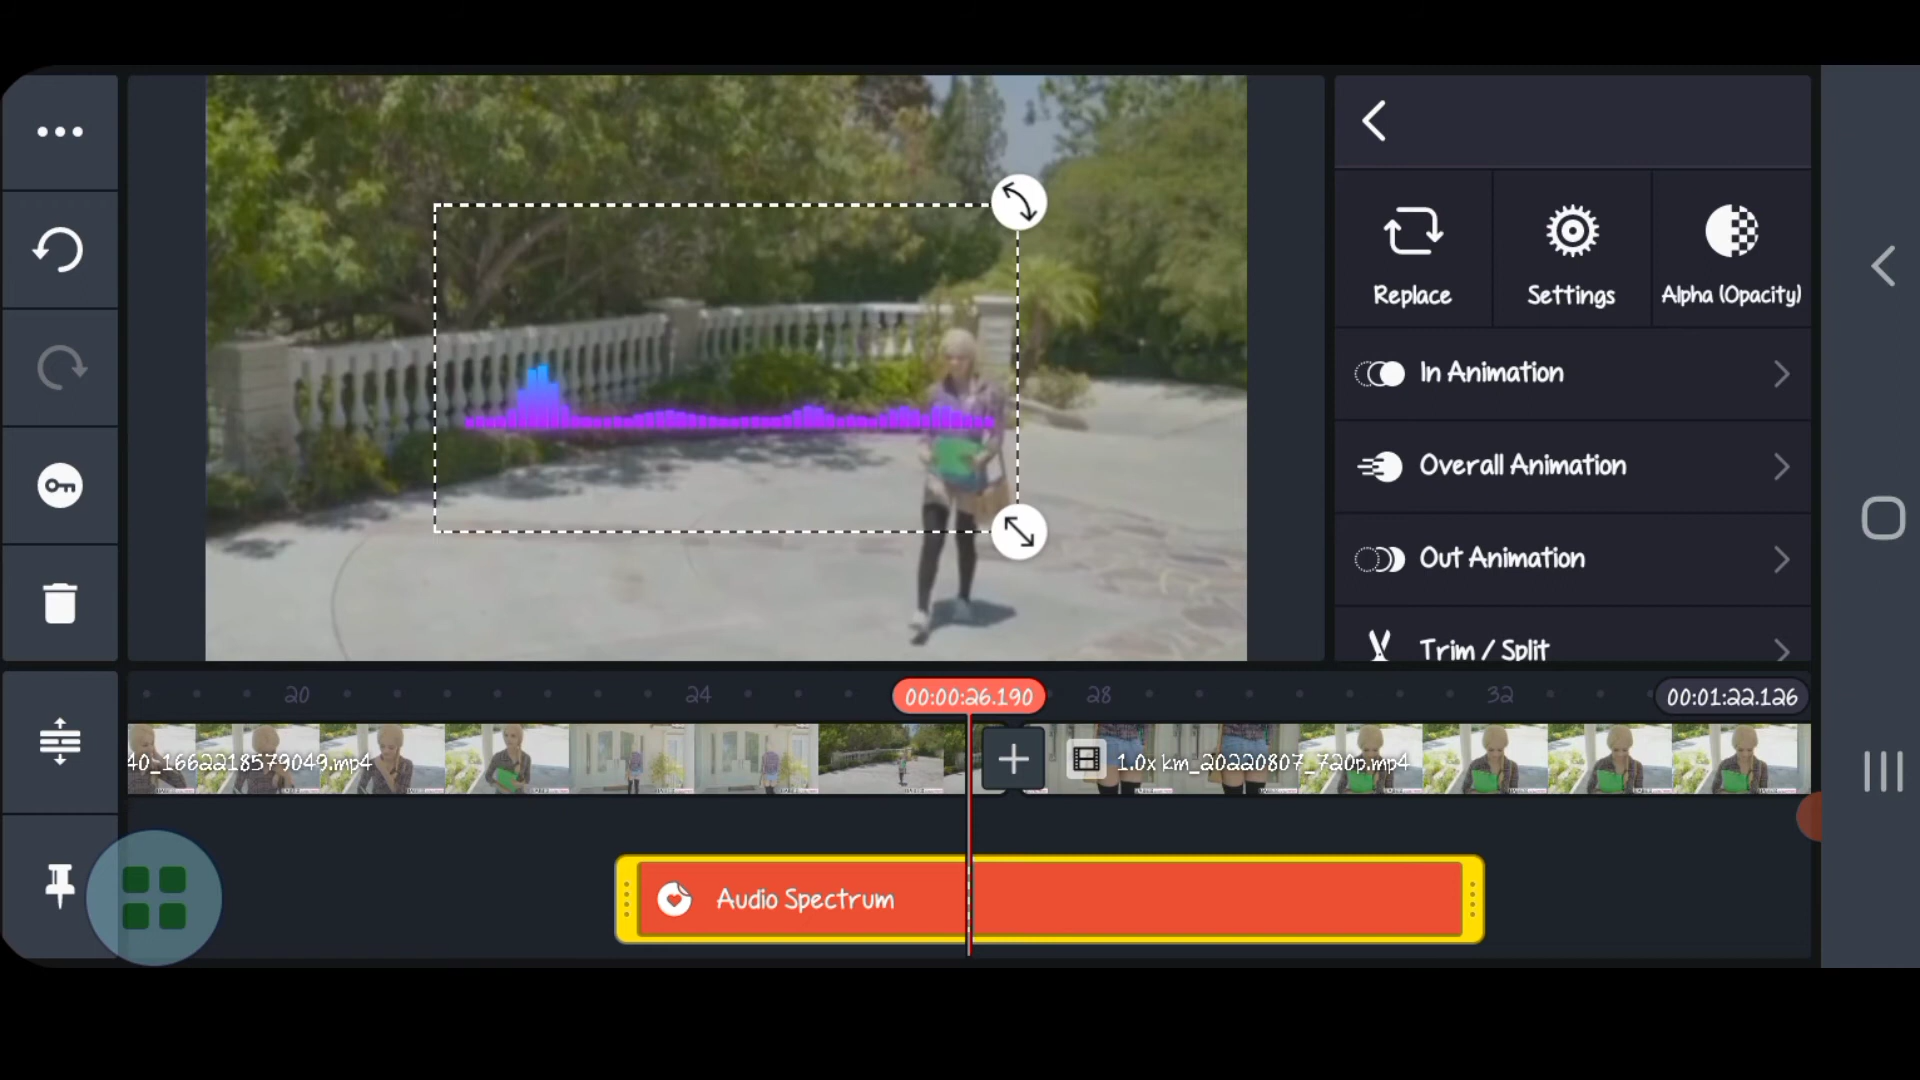 Replace
Settings
Alpha (Opacity)
In Animation
Overall Animation
Out Animation
Trim / Split
20
24
00:00:26.190
28
32
00:01:22.126
40_1662218579049.mp4
1.0x km_20220807_720p.mp4
Audio Spectrum